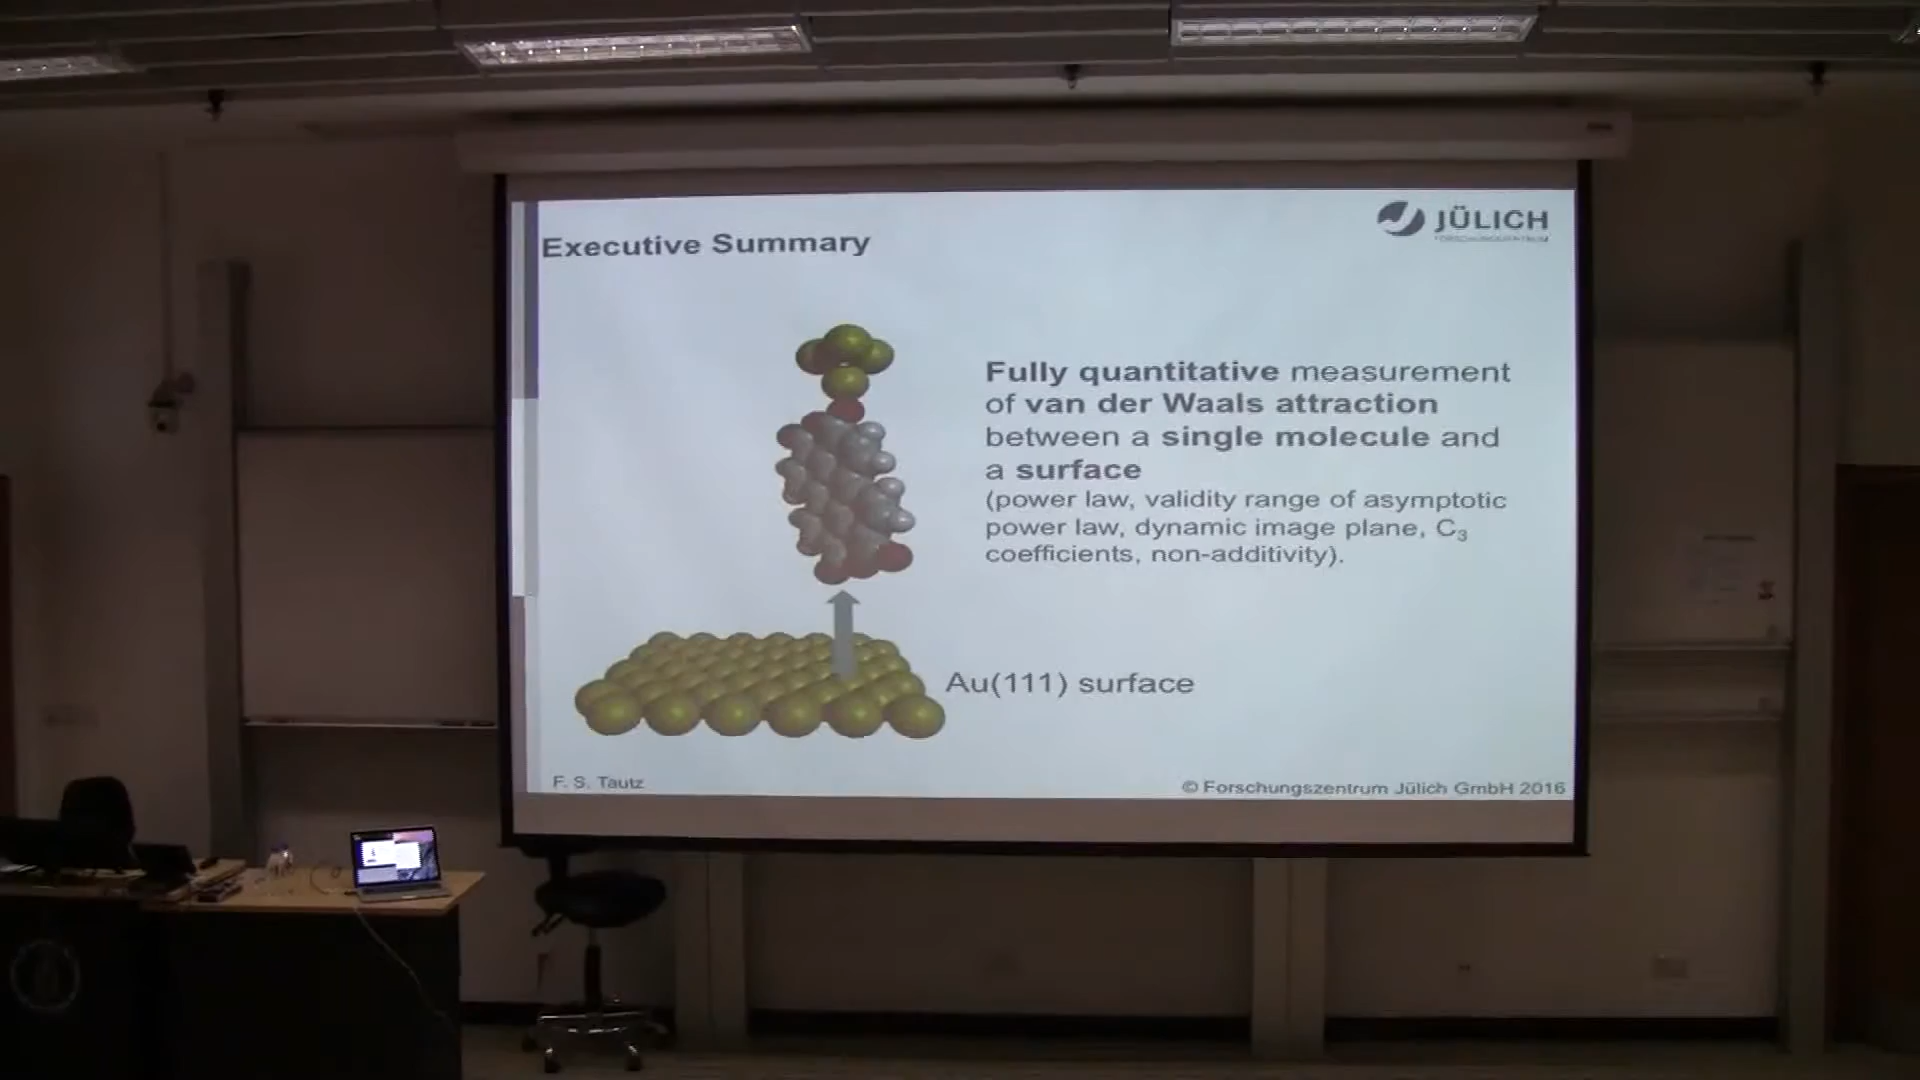 JÜLICH
FORSCHUNGSZENTRUM
Executive Summary
Fully quantitative measurement
of van der Waals attraction
between a single molecule and
a surface
(power law, validity range of asymptotic
power law, dynamic image plane, C₃
coefficients, non-additivity).
Au(111) surface
F. S. Tautz
© Forschungszentrum Jülich GmbH 2016